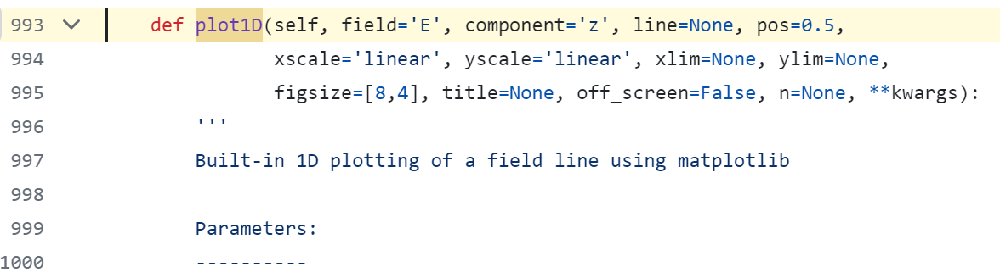 993 def plot1D(self, field='E', component='z', line=None, pos=0.5,
994 xscale='linear', yscale='linear', xlim=None, ylim=None,
995 figsize=[8,4], title=None, off_screen=False, n=None, **kwargs):
996 '''
997 Built-in 1D plotting of a field line using matplotlib
998
999 Parameters:
1000 ----------